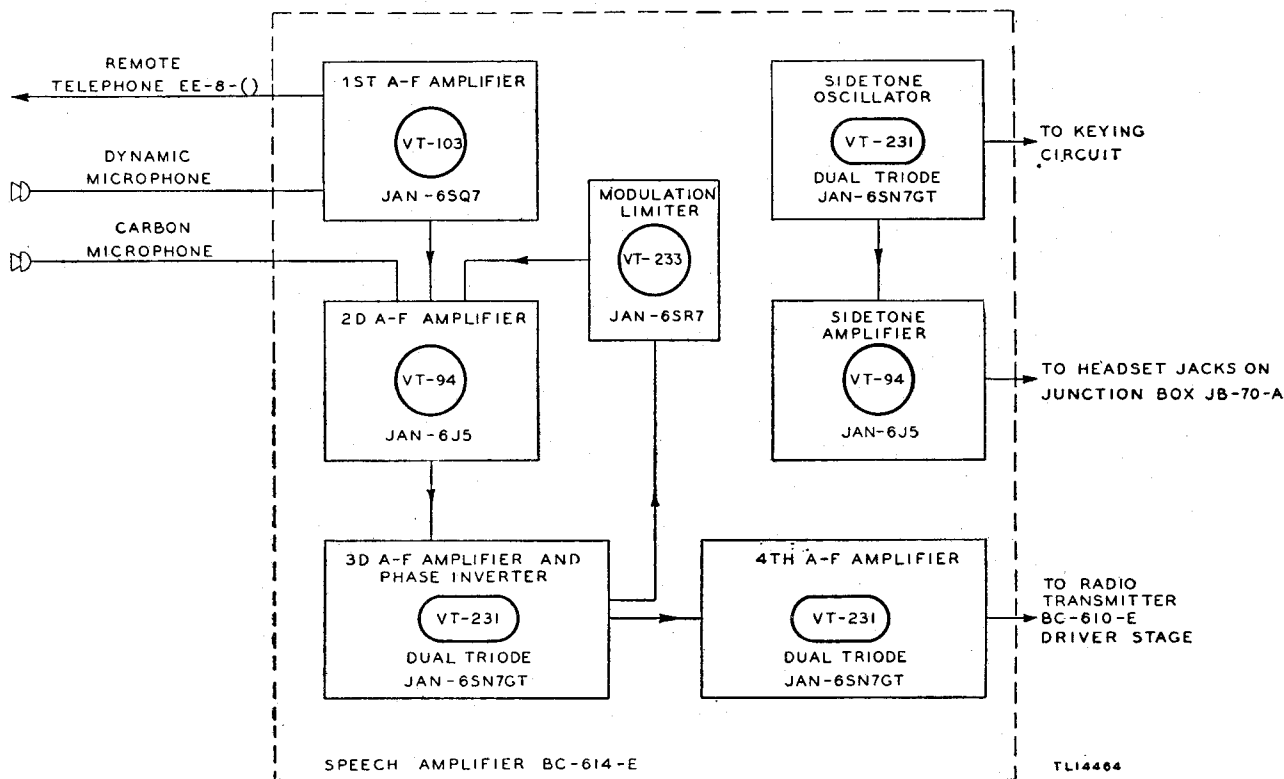 REMOTE
TELEPHONE EE-8-()
DYNAMIC
MICROPHONE
CARBON
MICROPHONE
1ST A-F AMPLIFIER
VT-103
JAN-6SQ7
MODULATION
LIMITER
VT-233
JAN-6SR7
SIDETONE
OSCILLATOR
VT-231
DUAL TRIODE
JAN-6SN7GT
TO KEYING
CIRCUIT
2D A-F AMPLIFIER
VT-94
JAN-6J5
SIDETONE
AMPLIFIER
VT-94
JAN-6J5
TO HEADSET JACKS ON
JUNCTION BOX JB-70-A
3D A-F AMPLIFIER AND
PHASE INVERTER
VT-231
DUAL TRIODE
JAN-6SN7GT
4TH A-F AMPLIFIER
VT-231
DUAL TRIODE
JAN-6SN7GT
TO RADIO
TRANSMITTER
BC-610-E
DRIVER STAGE
SPEECH AMPLIFIER BC-614-E
TL14464